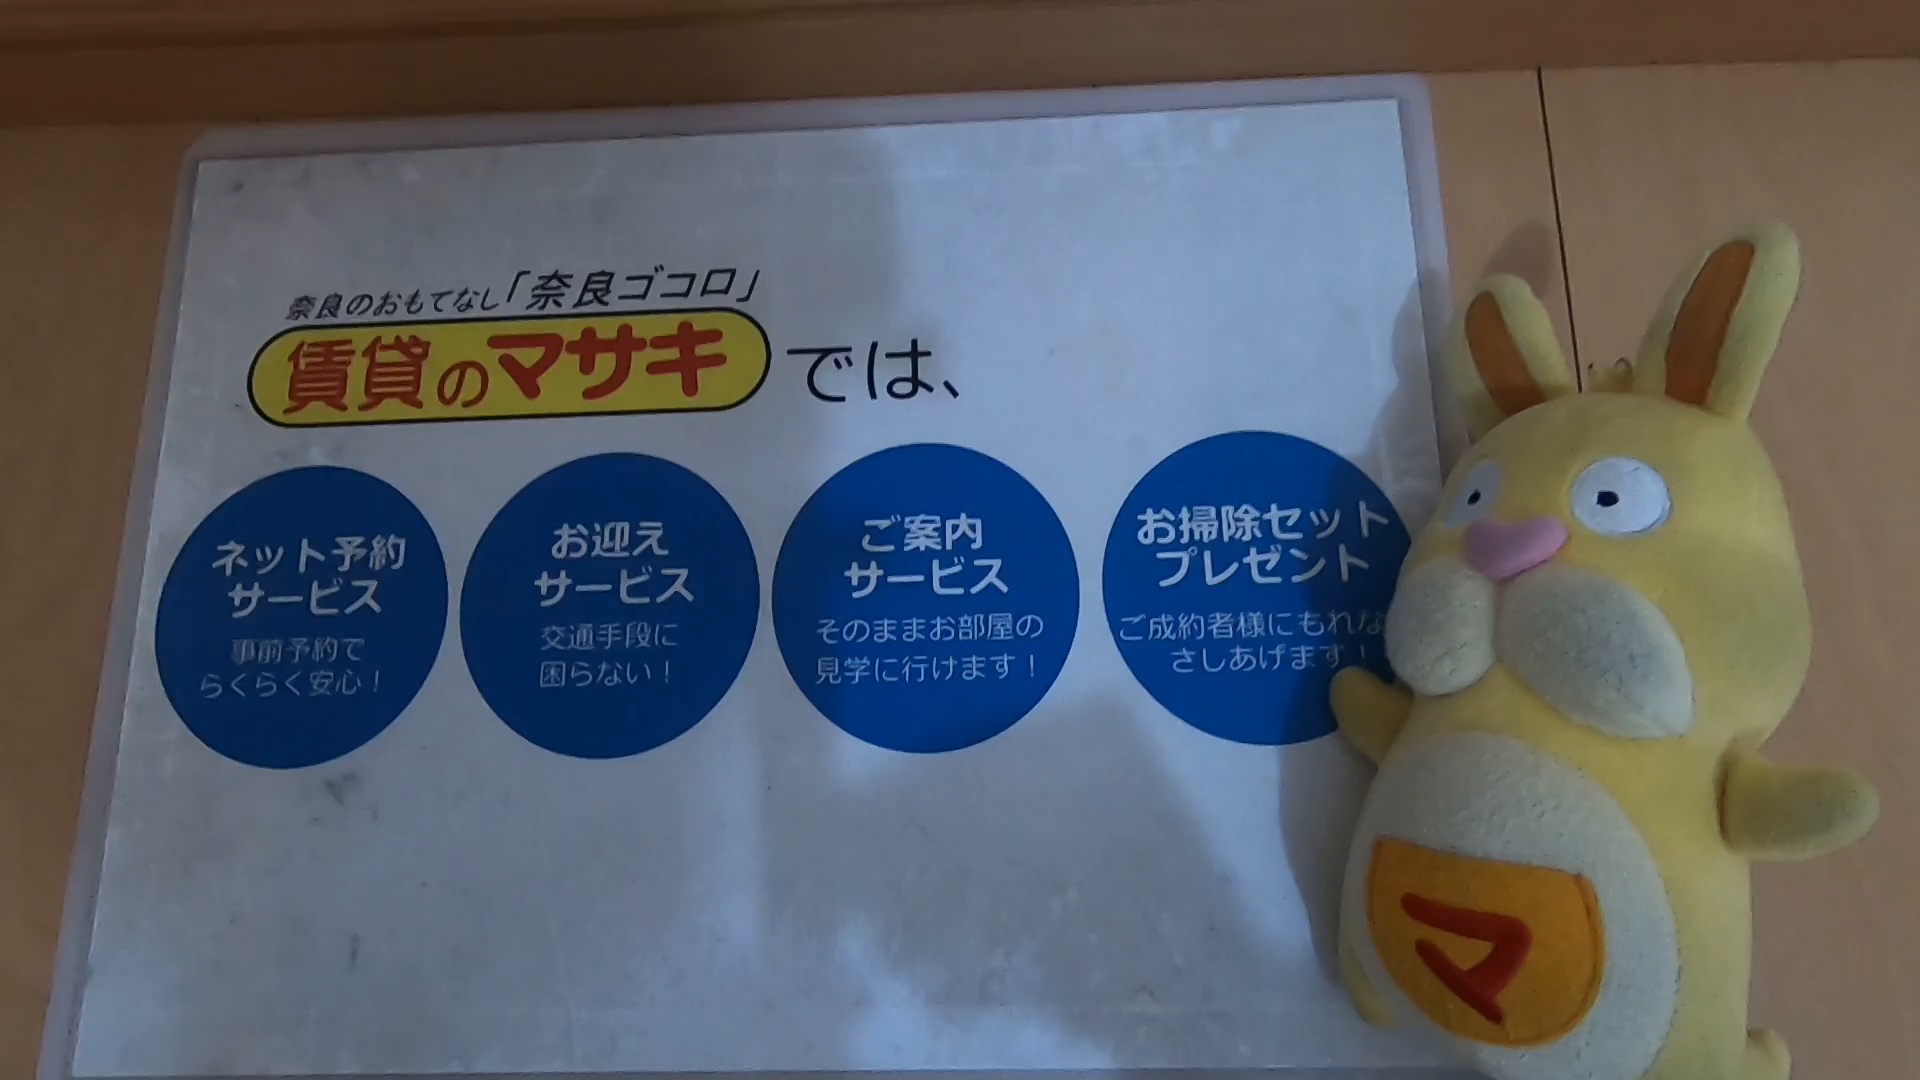 奈良のおもてなし「奈良ゴコロ」
賃貸のマサキでは、
ネット予約
サービス
事前予約で
らくらく安心！
お迎え
サービス
交通手段に
困らない！
ご案内
サービス
そのままお部屋の
見学に行けます！
お掃除セット
プレゼント
ご成約者様にもれな
さしあげます！
マ